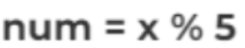 num = x % 5